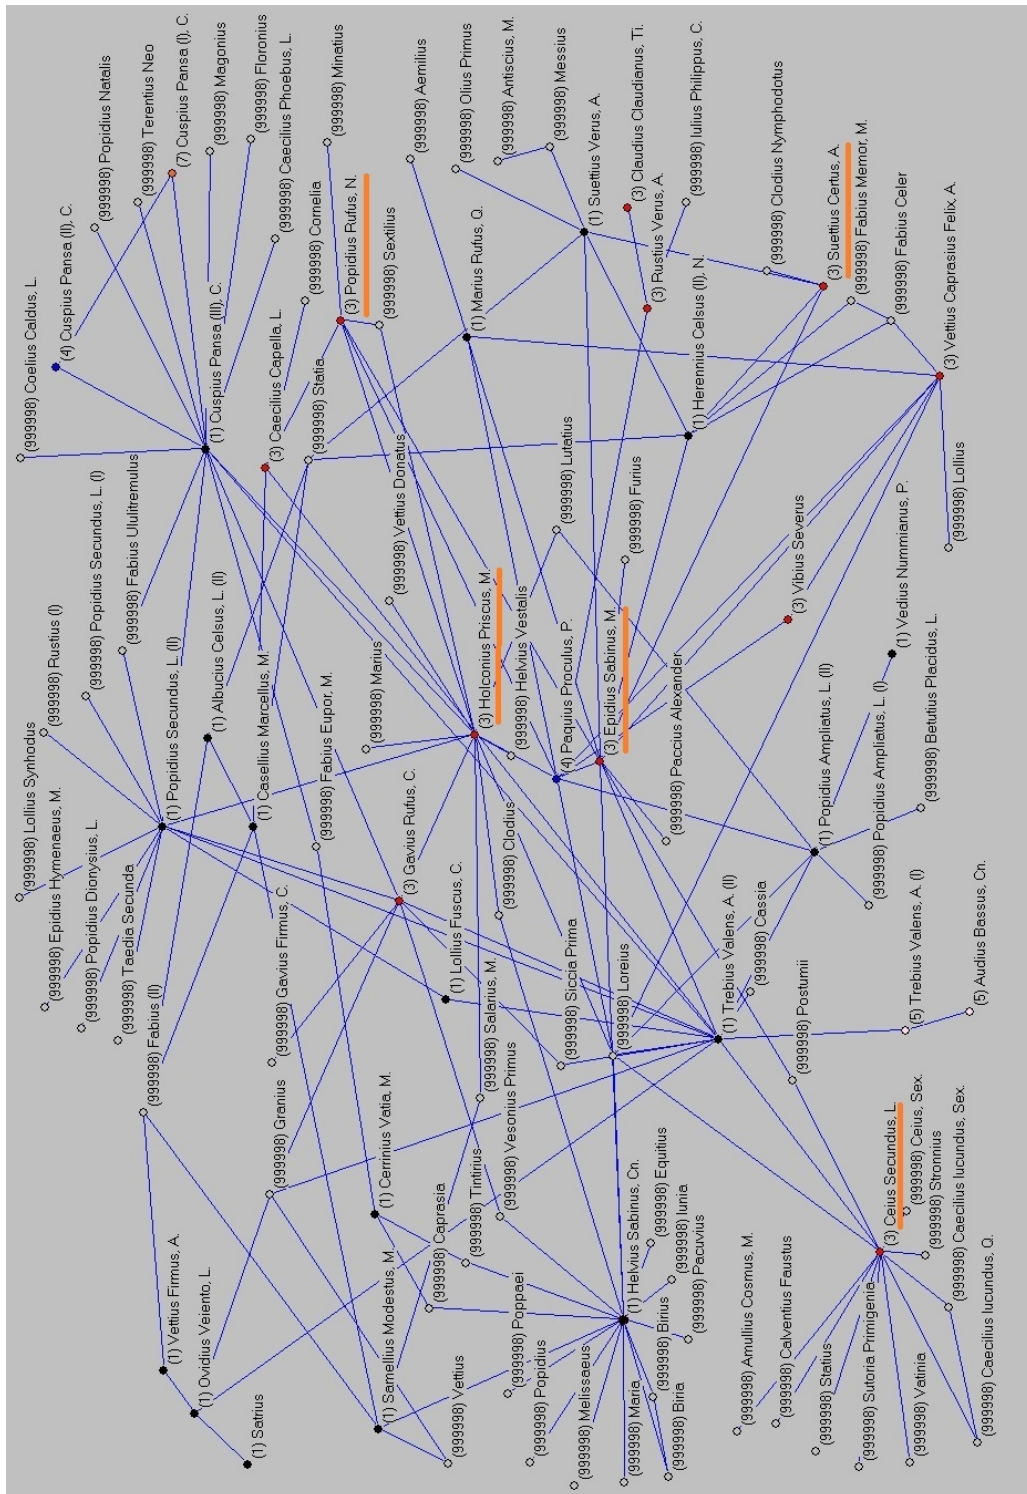 (999998) Coelius Caldus, L.
(4) Cuspius Pansa (II), C.
(999998) Popidius Natalis
(999998) Terentius Neo
(7) Cuspius Pansa (I), C.
(999998) Magonius
(999998) Floronius
(999998) Caecilius Phoebus, L.
(1) Cuspius Pansa (III), C.
(999998) Cornelia
(999998) Minatius
(3) Popidius Rufus, N.
(999998) Sextilius
(3) Caecilius Capella, L.
(999998) Statia
(999998) Aemilius
(999998) Olius Primus
(999998) Antiscius, M.
(999998) Messius
(1) Marius Rufus, Q.
(1) Suettius Verus, A.
(3) Claudius Claudianus, Ti.
(3) Rustius Verus, A.
(999998) Iulius Philippus, C.
(1) Herennius Celsus (II), N.
(999998) Clodius Nymphodotus
(3) Suettius Certus, A.
(999998) Fabius Memor, M.
(999998) Fabius Celer
(3) Vettius Caprasius Felix, A.
(999998) Lollius
(999998) Lollius Synhodus
(999998) Rustius (I)
(999998) Popidius Secundus, L. (I)
(999998) Fabius Ululitremulus
(1) Popidius Secundus, L. (II)
(1) Albucius Celsus, L. (II)
(1) Casellius Marcellus, M.
(999998) Fabius Eupor, M.
(999998) Marius
(999998) Vettius Donatus
(3) Holconius Priscus, M.
(999998) Helvius Vestalis
(999998) Lutatius
(4) Paquius Proculus, P.
(999998) Furius
(3) Epidius Sabinus, M.
(999998) Paccius Alexander
(3) Vibius Severus
(1) Vedius Nummianus, P.
(1) Popidius Ampliatus, L. (II)
(999998) Popidius Ampliatus, L. (I)
(999998) Betutius Placidus, L.
(999998) Epidius Hymenaeus, M.
(999998) Popidius Dionysius, L.
(999998) Taedia Secunda
(999998) Fabius (II)
(999998) Gavius Firmus, C.
(3) Gavius Rufus, C.
(1) Lollius Fuscus, C.
(999998) Clodius
(999998) Salarius, M.
(999998) Siccia Prima
(999998) Loreius
(1) Trebius Valens, A. (II)
(999998) Cassia
(999998) Postumii
(5) Trebius Valens, A. (I)
(5) Audius Bassus, Cn.
(999998) Granius
(1) Cerrinius Vatia, M.
(999998) Tintirius
(999998) Vesonius Primus
(999998) Caprasia
(1) Vettius Firmus, A.
(1) Ovidius Veiento, L.
(1) Satrius
(1) Samellius Modestus, M.
(999998) Vettius
(999998) Poppaei
(999998) Popidius
(999998) Melissaeus
(999998) Maria
(999998) Birius
(999998) Biria
(1) Helvius Sabinus, Cn.
(999998) Equitius
(999998) Iunia
(999998) Pacuvius
(3) Ceius Secundus, L.
(999998) Ceius, Sex.
(999998) Stronnius
(999998) Caecilius Iucundus, Sex.
(999998) Caecilius Iucundus, Q.
(999998) Amullius Cosmus, M.
(999998) Calventius Faustus
(999998) Statius
(999998) Sutoria Primigenia
(999998) Vatinia